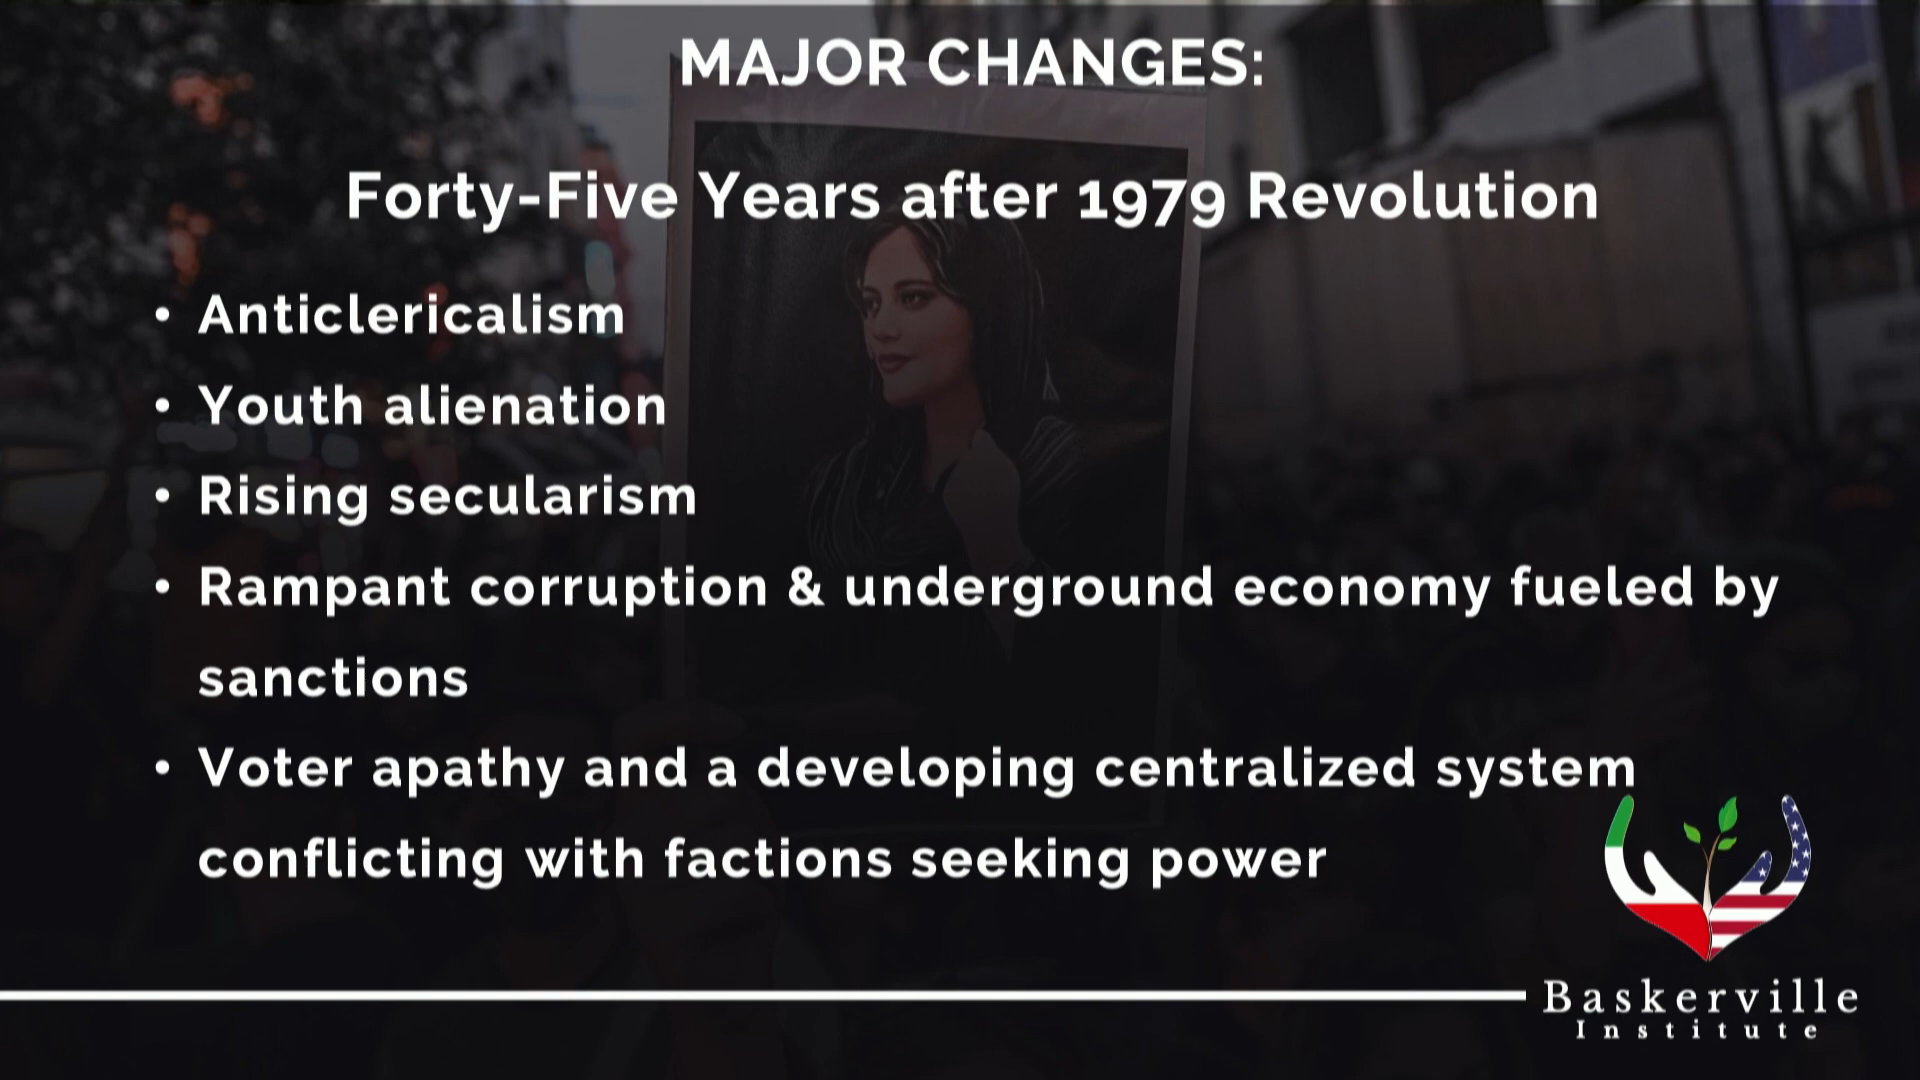 MAJOR CHANGES:
Forty-Five Years after 1979 Revolution
• Anticlericalism
• Youth alienation
• Rising secularism
• Rampant corruption & underground economy fueled by
sanctions
• Voter apathy and a developing centralized system
conflicting with factions seeking power
Baskerville
Institute